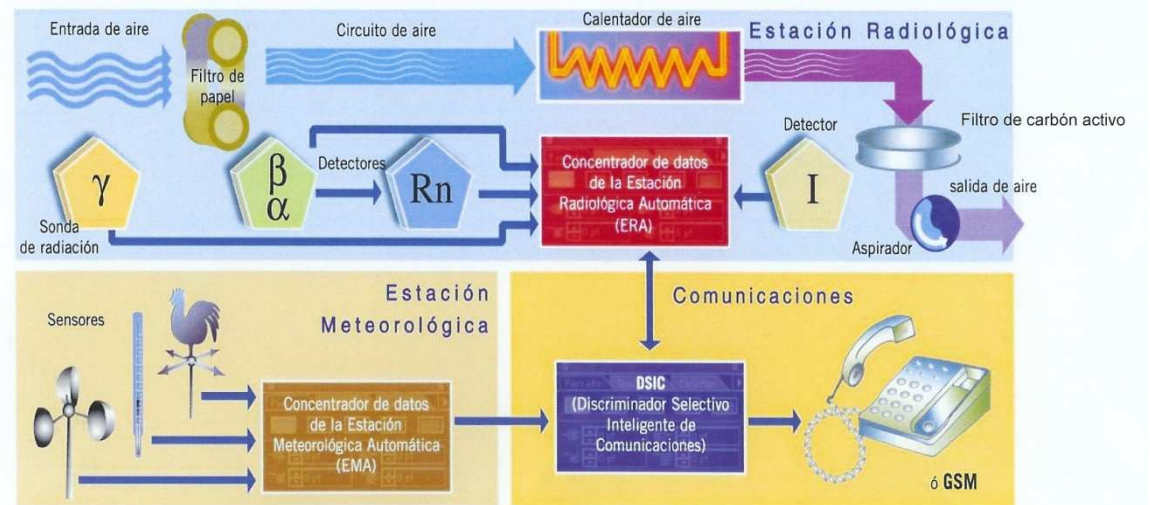 Entrada de aire
Filtro de
papel
Circuito de aire
Calentador de aire
Estación Radiológica
Filtro de carbón activo
γ
Sonda
de radiación
β
α
Detectores
Rn
Concentrador de datos
de la Estación
Radiológica Automática
(ERA)
Detector
I
salida de aire
Aspirador
Estación
Meteorológica
Sensores
Concentrador de datos
de la Estación
Meteorológica Automática
(EMA)
Comunicaciones
DSIC
(Discriminador Selectivo
Inteligente de
Comunicaciones)
ó GSM